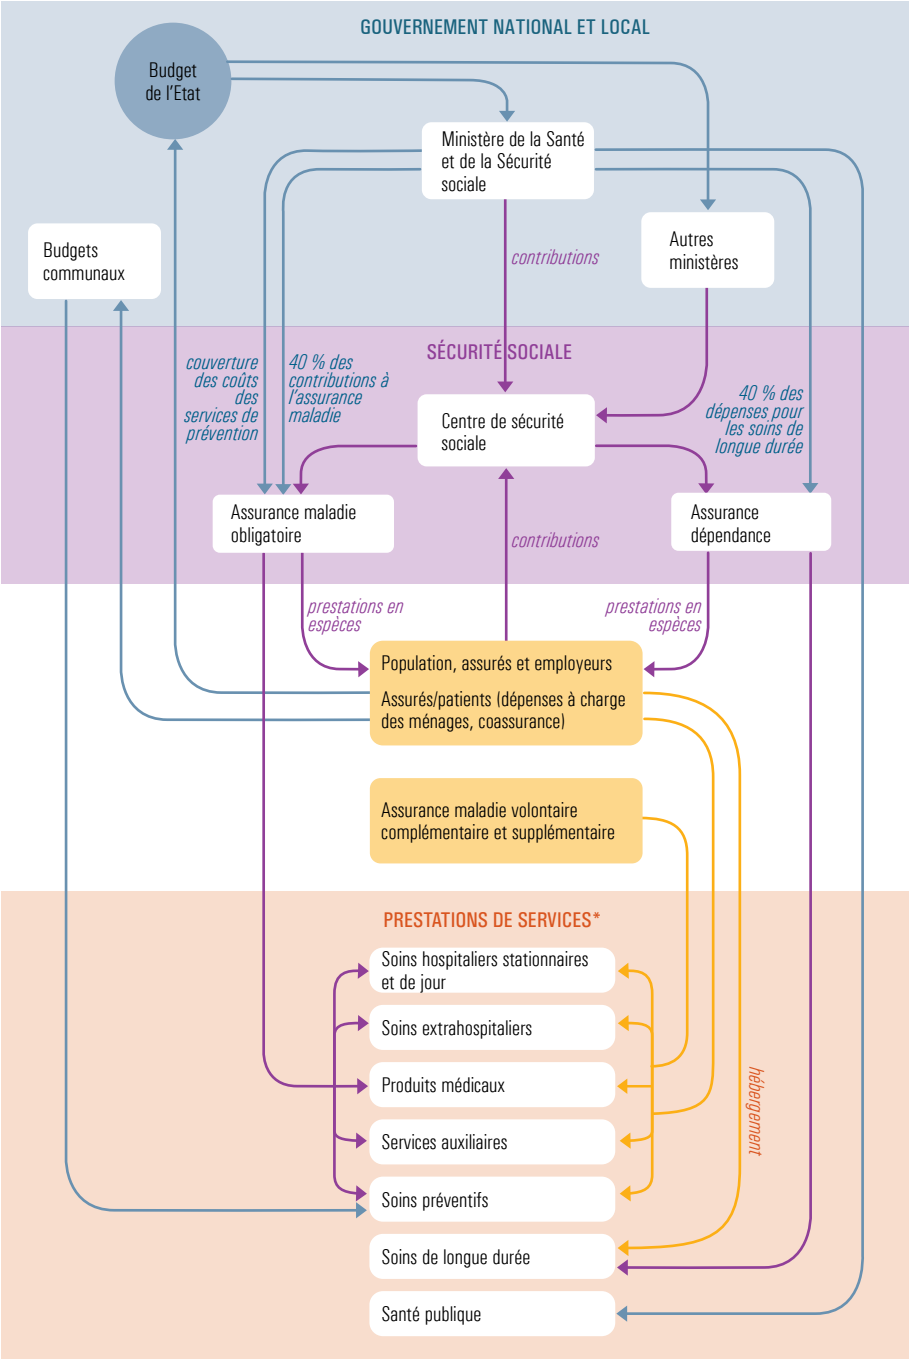 GOUVERNEMENT NATIONAL ET LOCAL
Budget
de l'Etat
Ministère de la Santé
et de la Sécurité
sociale
Budgets
communaux
Autres
ministères
contributions
SÉCURITÉ SOCIALE
couverture
des coûts
des
services de
prévention
40 % des
contributions à
l'assurance
maladie
40 % des
dépenses pour
les soins de
longue durée
Centre de sécurité
sociale
Assurance maladie
obligatoire
Assurance
dépendance
contributions
prestations en
espèces
prestations en
espèces
Population, assurés et employeurs
Assurés/patients (dépenses à charge
des ménages, coassurance)
Assurance maladie volontaire
complémentaire et supplémentaire
PRESTATIONS DE SERVICES*
Soins hospitaliers stationnaires
et de jour
Soins extrahospitaliers
Produits médicaux
Services auxiliaires
Soins préventifs
Soins de longue durée
Santé publique
hébergement